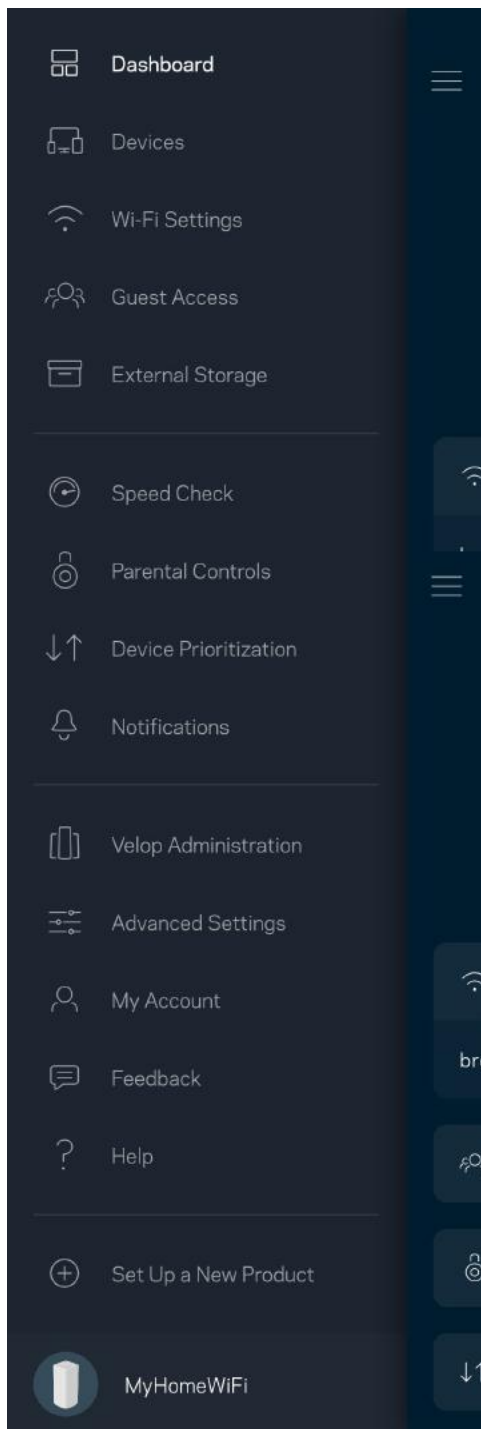 Dashboard
Devices
Wi-Fi Settings
Guest Access
External Storage
Speed Check
Parental Controls
Device Prioritization
Notifications
Velop Administration
Advanced Settings
My Account
bre
Feedback
Help
Set Up a New Product
MyHomeWiFi